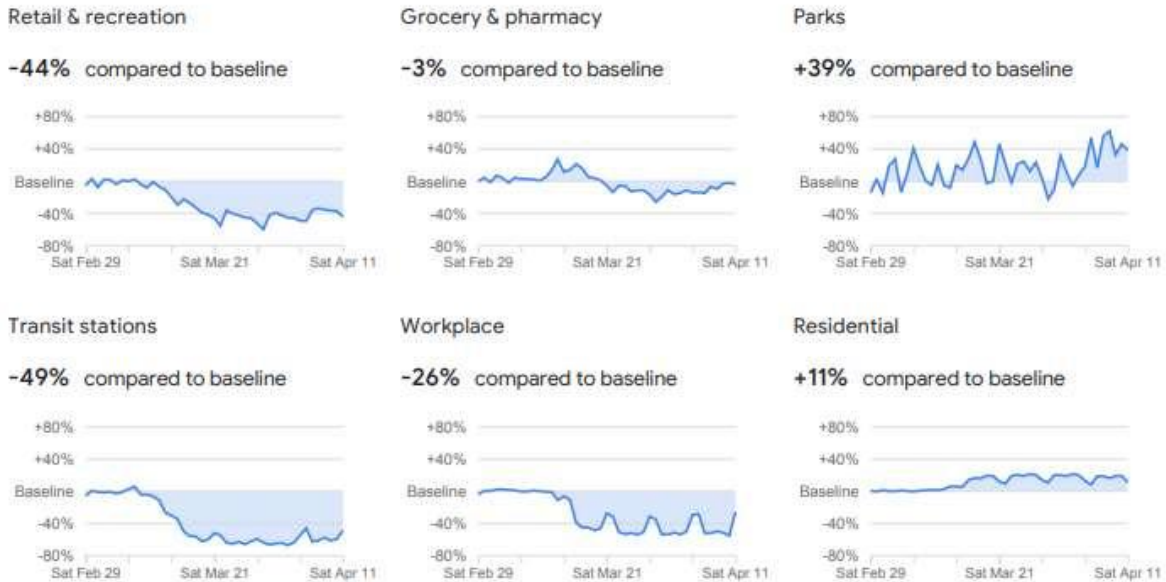 Retail & recreation
-44% compared to baseline
+80%
+40%
Baseline
-40%
-80%
Sat Feb 29 Sat Mar 21 Sat Apr 11
Grocery & pharmacy
-3% compared to baseline
+80%
+40%
Baseline
-40%
-80%
Sat Feb 29 Sat Mar 21 Sat Apr 11
Parks
+39% compared to baseline
+80%
+40%
Baseline
-40%
-80%
Sat Feb 29 Sat Mar 21 Sat Apr 11
Transit stations
-49% compared to baseline
+80%
+40%
Baseline
-40%
-80%
Sat Feb 29 Sat Mar 21 Sat Apr 11
Workplace
-26% compared to baseline
+80%
+40%
Baseline
-40%
-80%
Sat Feb 29 Sat Mar 21 Sat Apr 11
Residential
+11% compared to baseline
+80%
+40%
Baseline
-40%
-80%
Sat Feb 29 Sat Mar 21 Sat Apr 11